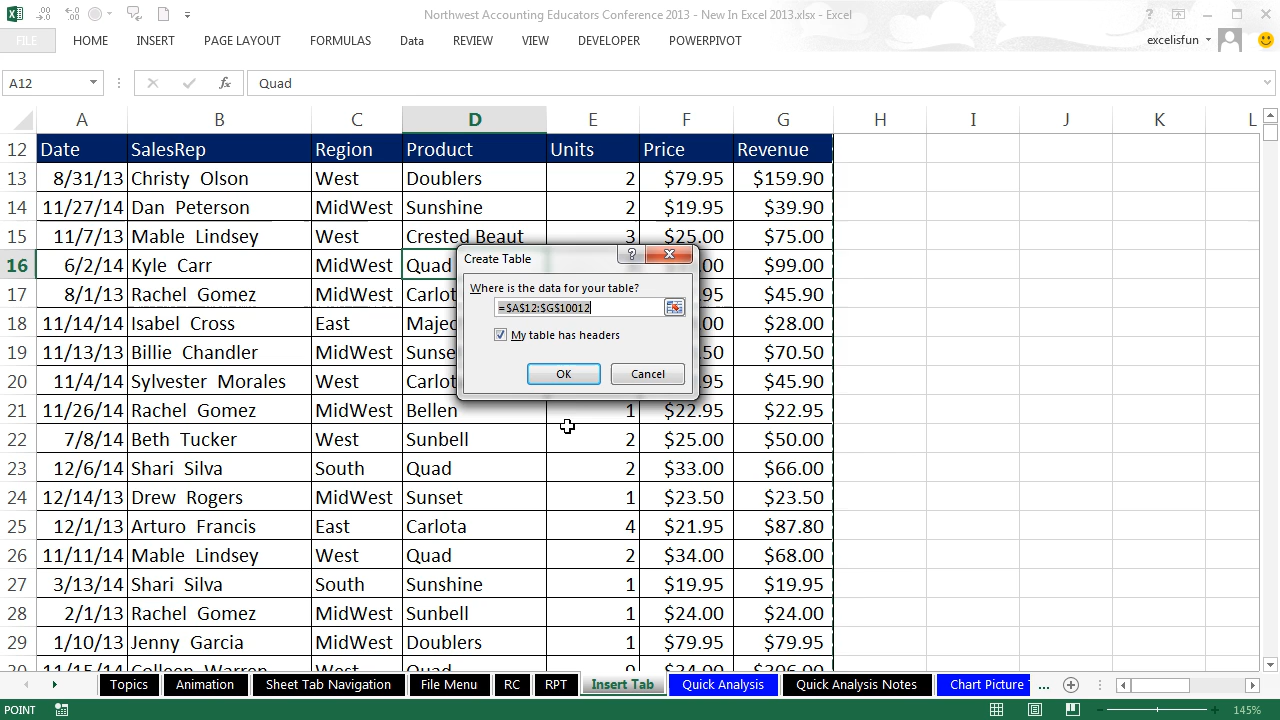 Northwest Accounting Educators Conference 2013 - New In Excel 2013.xlsx - Excel
FILE HOME INSERT PAGE LAYOUT FORMULAS Data REVIEW VIEW DEVELOPER POWERPIVOT excelisfun
A12 fx Quad
A B C D E F G H I J K L
12 Date SalesRep Region Product Units Price Revenue
13 8/31/13 Christy Olson West Doublers 2 $79.95 $159.90
14 11/27/14 Dan Peterson MidWest Sunshine 2 $19.95 $39.90
15 11/7/13 Mable Lindsey West Crested Beaut 3 $25.00 $75.00
16 6/2/14 Kyle Carr MidWest Quad .00 $99.00
17 8/1/13 Rachel Gomez MidWest Carlot .95 $45.90
18 11/14/14 Isabel Cross East Majec .00 $28.00
19 11/13/13 Billie Chandler MidWest Sunse .50 $70.50
20 11/4/14 Sylvester Morales West Carlot .95 $45.90
21 11/26/14 Rachel Gomez MidWest Bellen 1 $22.95 $22.95
22 7/8/14 Beth Tucker West Sunbell 2 $25.00 $50.00
23 12/6/14 Shari Silva South Quad 2 $33.00 $66.00
24 12/14/13 Drew Rogers MidWest Sunset 1 $23.50 $23.50
25 12/1/13 Arturo Francis East Carlota 4 $21.95 $87.80
26 11/11/14 Mable Lindsey West Quad 2 $34.00 $68.00
27 3/13/14 Shari Silva South Sunshine 1 $19.95 $19.95
28 2/1/13 Rachel Gomez MidWest Sunbell 1 $24.00 $24.00
29 1/10/13 Jenny Garcia MidWest Doublers 1 $79.95 $79.95
Create Table
Where is the data for your table?
=$A$12:$G$10012
My table has headers
OK Cancel
Topics Animation Sheet Tab Navigation File Menu RC RPT Insert Tab Quick Analysis Quick Analysis Notes Chart Picture ...
POINT 145%